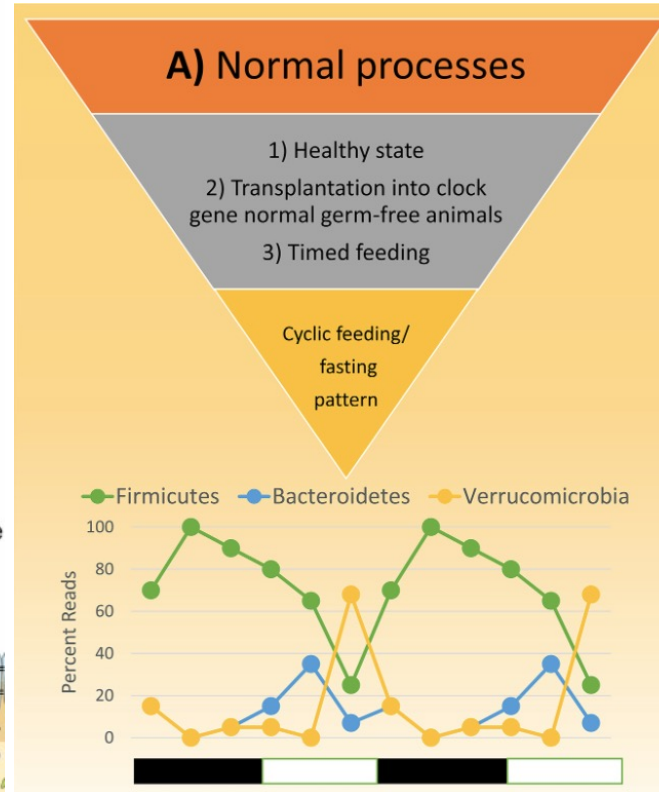 A) Normal processes
1) Healthy state
2) Transplantation into clock
gene normal germ-free animals
3) Timed feeding
Cyclic feeding/
fasting
pattern
Firmicutes Bacteroidetes Verrucomicrobia
Percent Reads
100
80
60
40
20
0
e